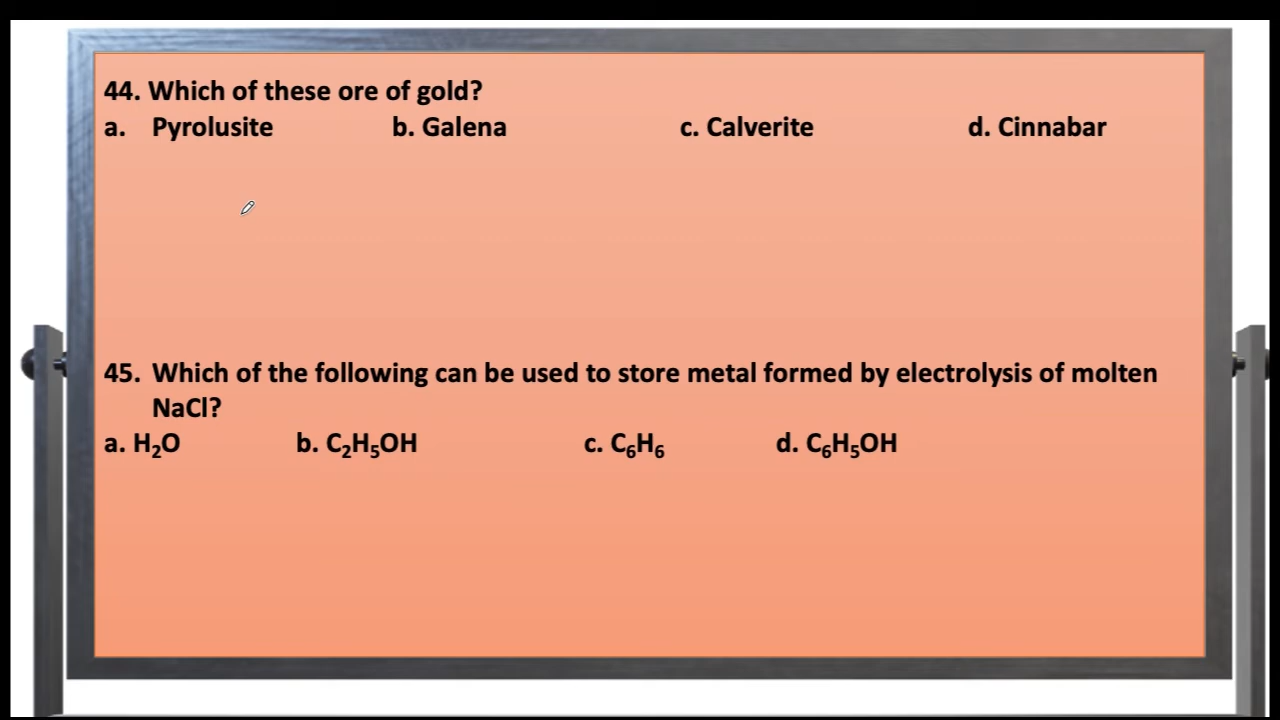 44. Which of these ore of gold?
a. Pyrolusite b. Galena c. Calverite d. Cinnabar
45. Which of the following can be used to store metal formed by electrolysis of molten
NaCl?
a. H₂O b. C₂H₅OH c. C₆H₆ d. C₆H₅OH